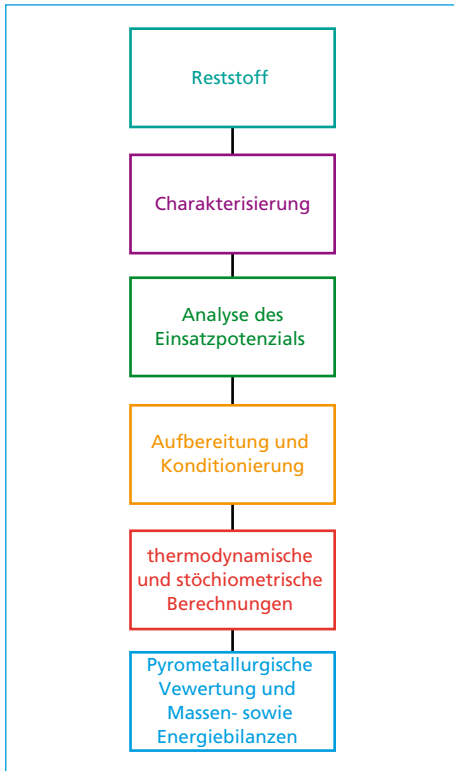 Reststoff
Charakterisierung
Analyse des
Einsatzpotenzials
Aufbereitung und
Konditionierung
thermodynamische
und stöchiometrische
Berechnungen
Pyrometallurgische
Vewertung und
Massen- sowie
Energiebilanzen